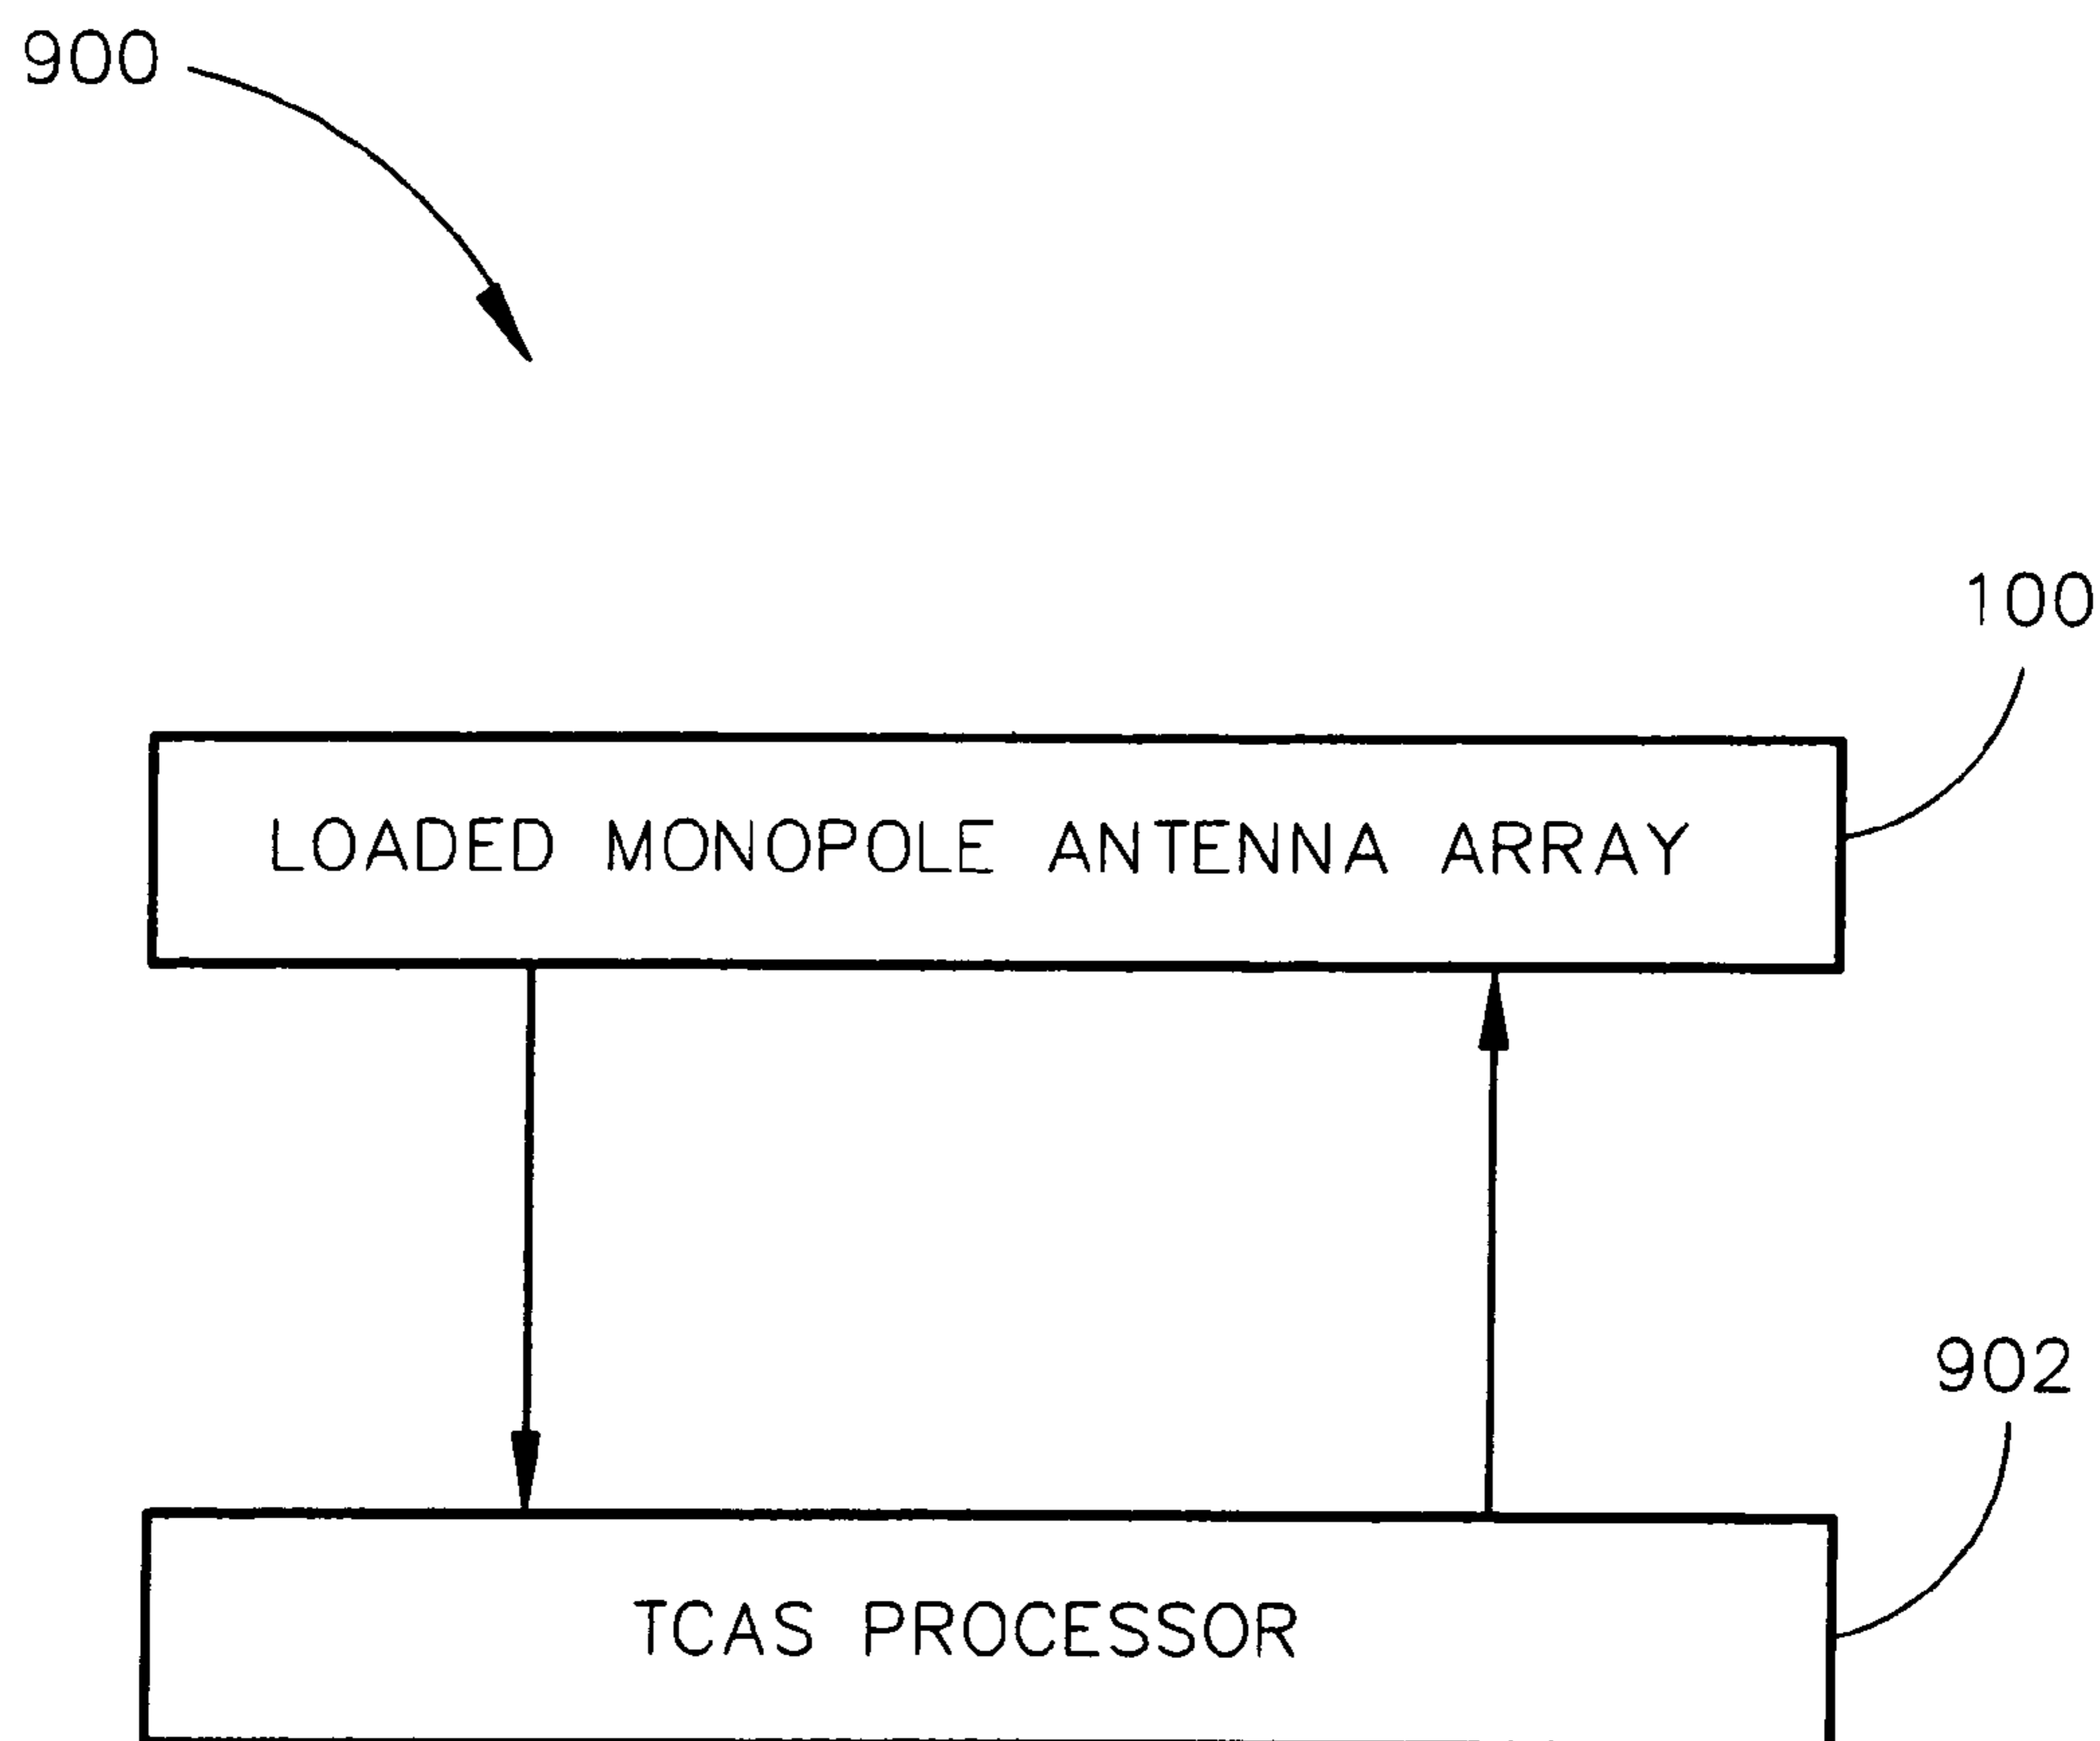 900
100
LOADED MONOPOLE ANTENNA ARRAY
902
TCAS PROCESSOR